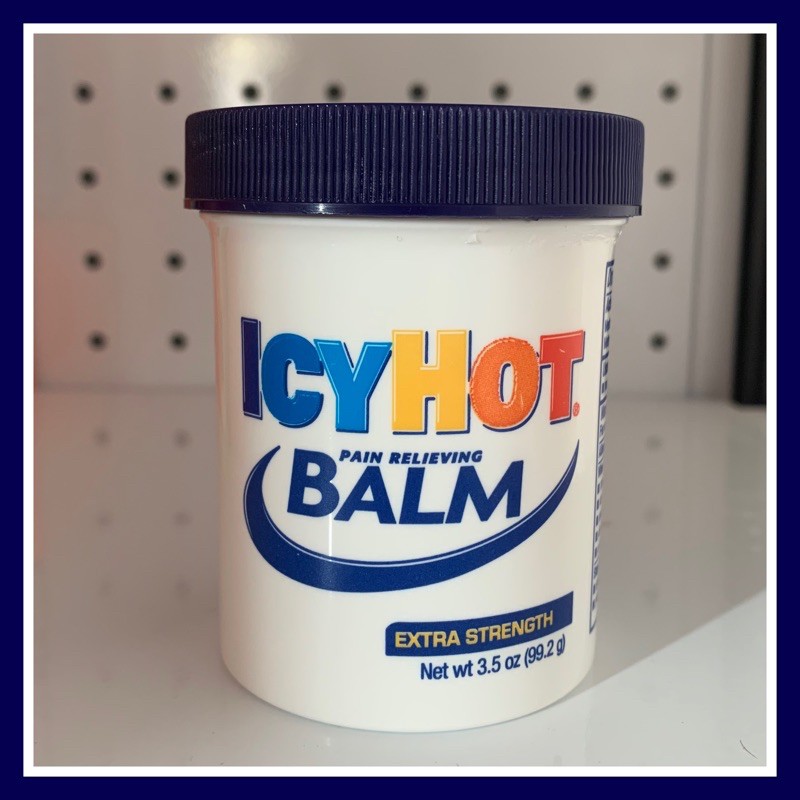 ICYHOT.
PAIN RELIEVING
BALM
EXTRA STRENGTH
Net wt 3.5 oz (99.2 g)